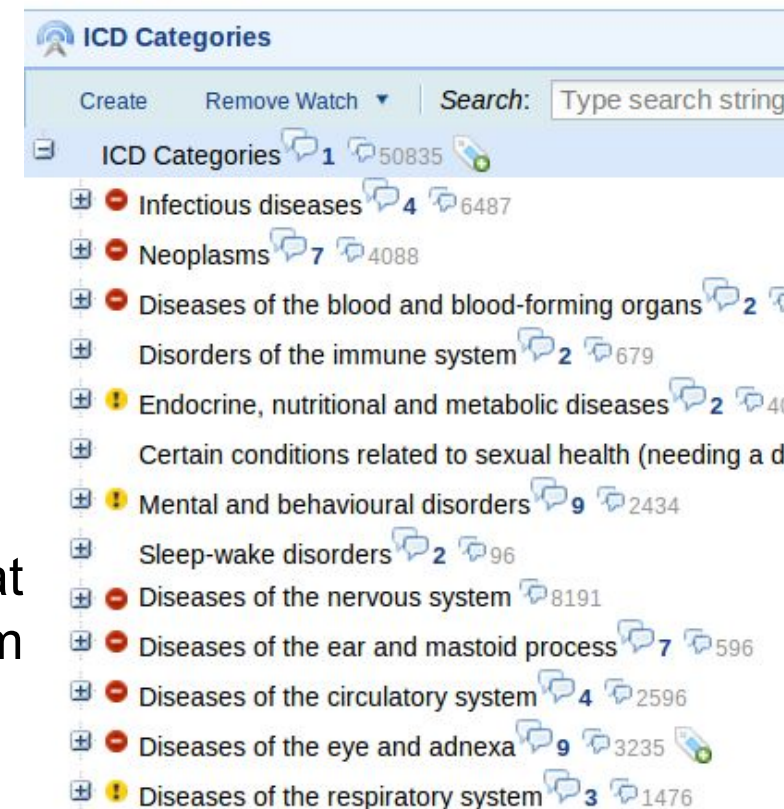 ICD Categories
Create Remove Watch Search: Type search string
ICD Categories 1 50835
Infectious diseases 4 6487
Neoplasms 7 4088
Diseases of the blood and blood-forming organs 2
Disorders of the immune system 2 679
Endocrine, nutritional and metabolic diseases 2 40
Certain conditions related to sexual health (needing a d
Mental and behavioural disorders 9 2434
Sleep-wake disorders 2 96
at
Diseases of the nervous system 8191
m
Diseases of the ear and mastoid process 7 596
Diseases of the circulatory system 4 2596
Diseases of the eye and adnexa 9 3235
Diseases of the respiratory system 3 1476